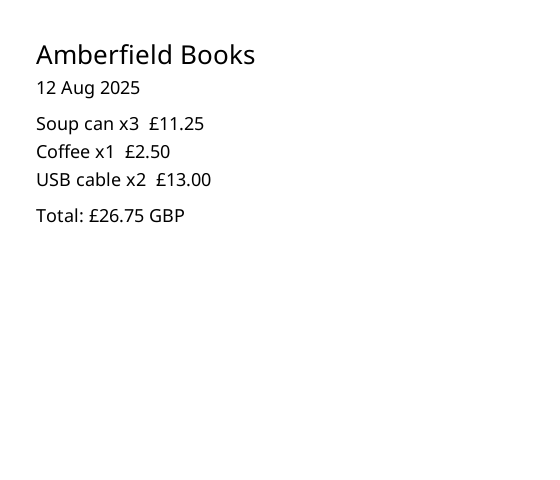 Amberfield Books
12 Aug 2025
Soup can x3  £11.25
Coffee x1  £2.50
USB cable x2  £13.00
Total: £26.75 GBP